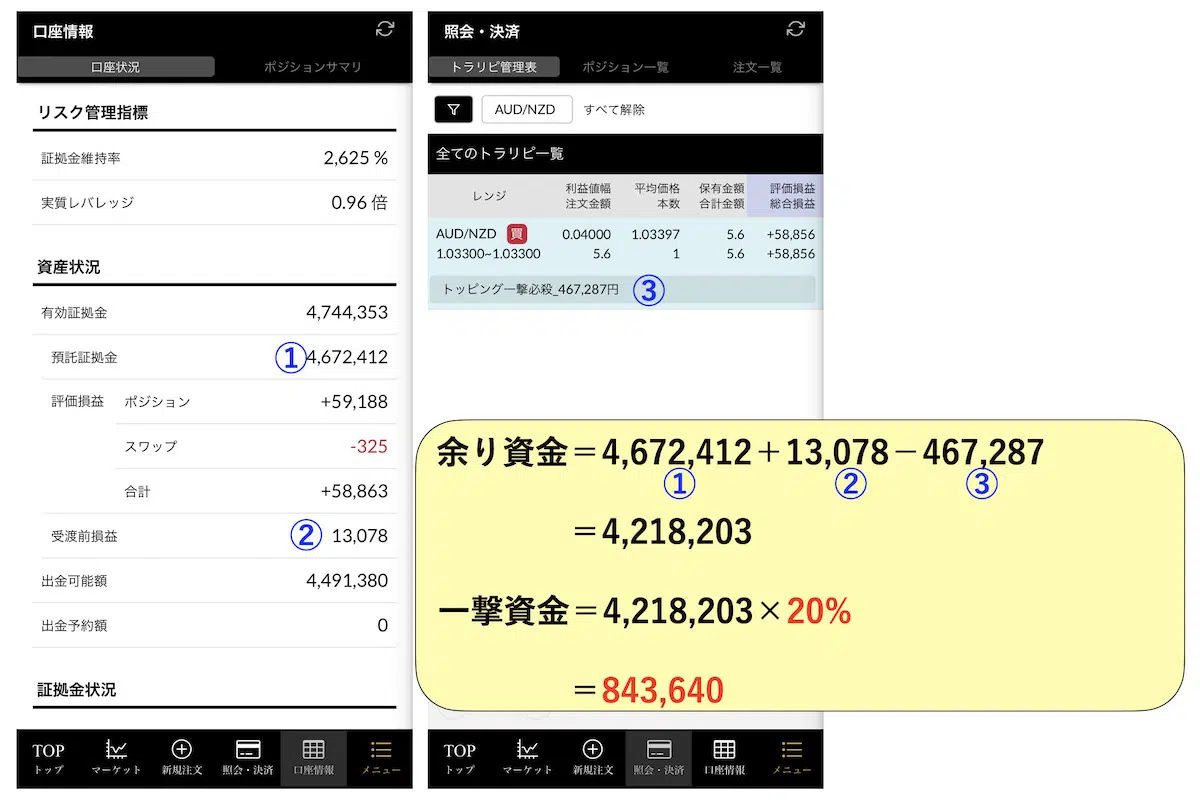 口座情報
口座状況 ポジションサマリ
リスク管理指標
証拠金維持率 2,625 %
実質レバレッジ 0.96 倍
資産状況
有効証拠金 4,744,353
預託証拠金 ① 4,672,412
評価損益 ポジション +59,188
スワップ -325
合計 +58,863
受渡前損益 ② 13,078
出金可能額 4,491,380
出金予約額 0
証拠金状況
TOP
トップ マーケット 新規注文 照会・決済 口座情報 メニュー
照会・決済
トラリピ管理表 ポジション一覧 注文一覧
AUD/NZD すべて解除
全てのトラリピ一覧
レンジ 利益値幅 平均価格 保有金額 評価損益
注文金額 本数 合計金額 総合損益
AUD/NZD 買 0.04000 1.03397 5.6 +58,856
1.03300~1.03300 5.6 1 5.6 +58,856
トッピング一撃必殺_467,287円 ③
余り資金＝4,672,412＋13,078－467,287
① ② ③
＝4,218,203
一撃資金＝4,218,203×20%
＝843,640
TOP
トップ マーケット 新規注文 照会・決済 口座情報 メニュー